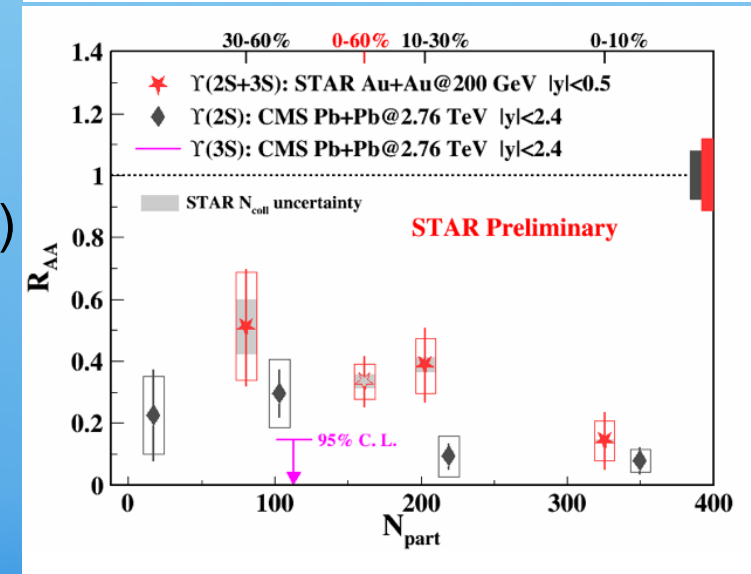 )
30-60% 0-60% 10-30% 0-10%
1.4
ϒ(2S+3S): STAR Au+Au@200 GeV |y|<0.5
1.2
ϒ(2S): CMS Pb+Pb@2.76 TeV |y|<2.4
ϒ(3S): CMS Pb+Pb@2.76 TeV |y|<2.4
1
STAR Ncoll uncertainty
STAR Preliminary
0.8
RAA
0.6
0.4
0.2
95% C. L.
0
0 100 200 300 400
Npart